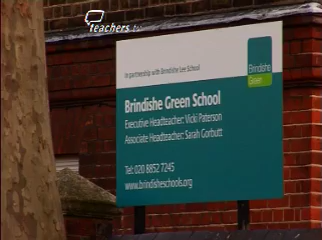 teachers.tv
In partnership with Brindishe Lee School
Brindishe
Green
Brindishe Green School
Executive Headteacher: Vicki Paterson
Associate Headteacher: Sarah Gorbutt
Tel: 020 8852 7245
www.brindisheschools.org